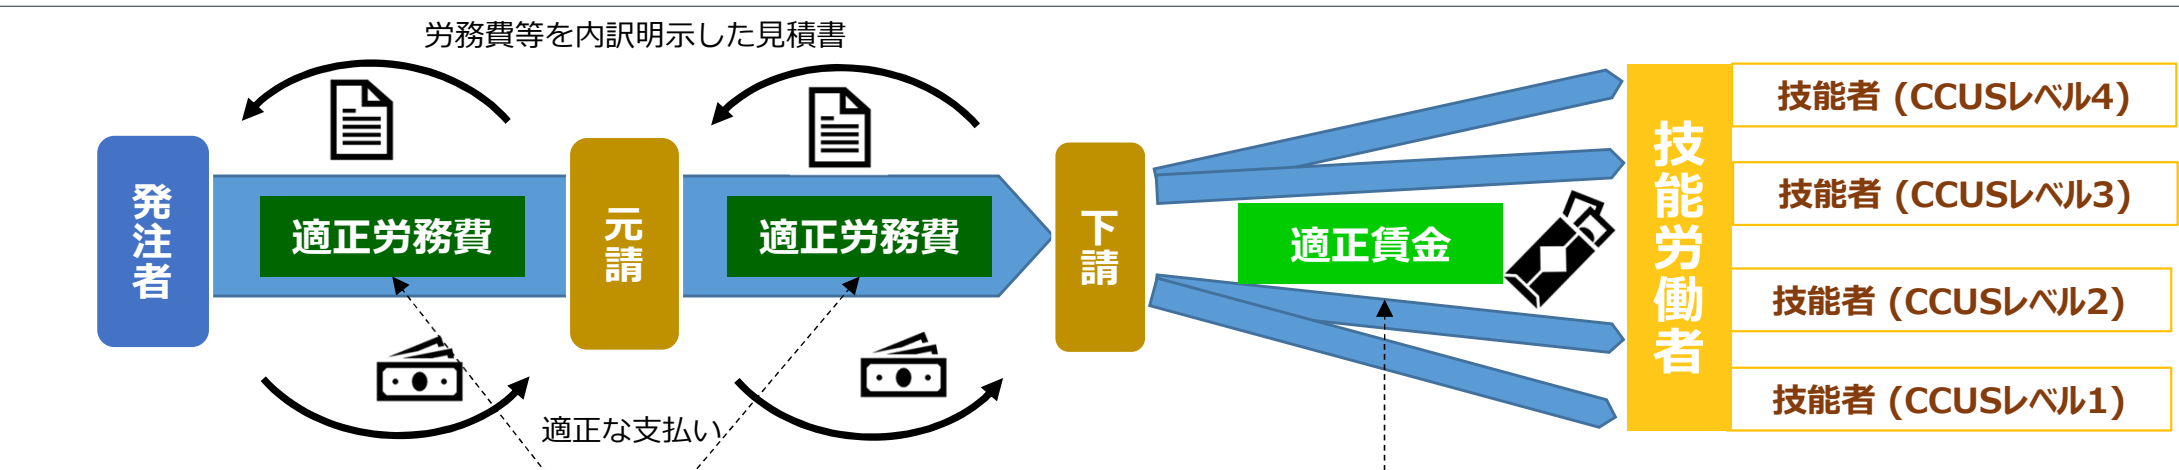 労務費等を内訳明示した見積書
発注者
適正労務費
元請
適正労務費
下請
適正賃金
技能労働者
技能者 (CCUSレベル4)
技能者 (CCUSレベル3)
技能者 (CCUSレベル2)
技能者 (CCUSレベル1)
適正な支払い